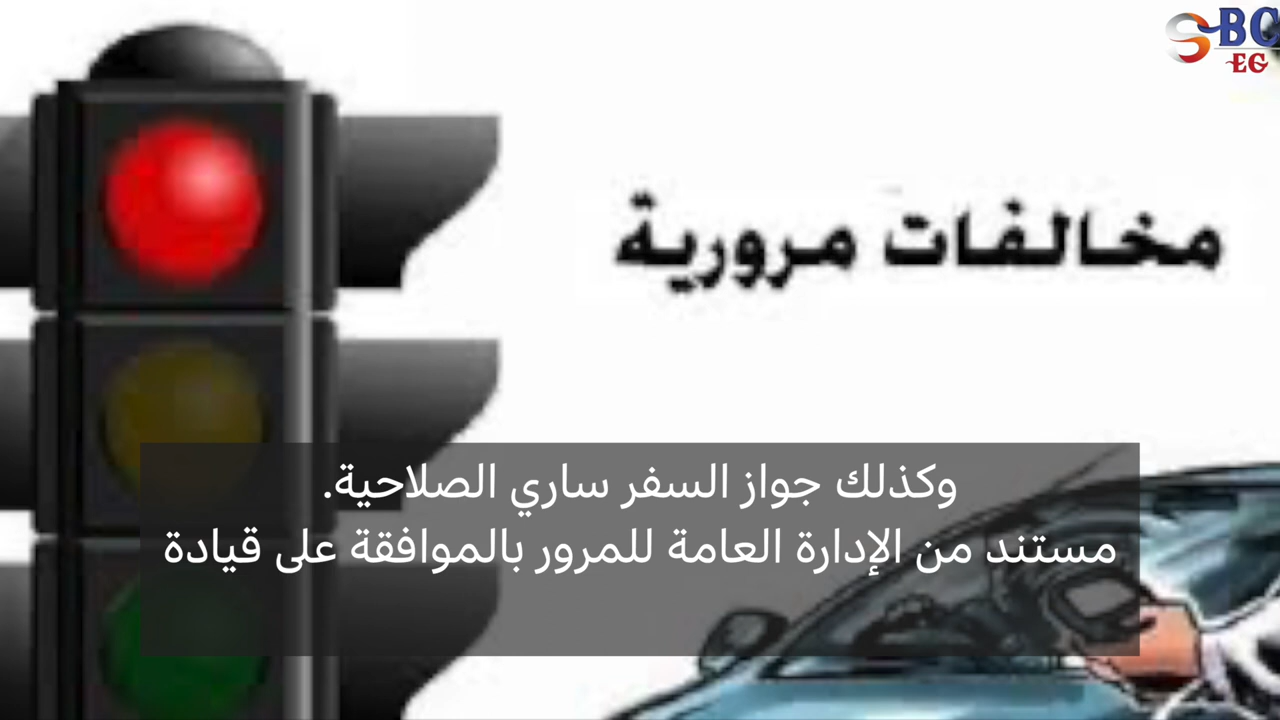 SBC
EG
مخالفات مرورية
وكذلك جواز السفر ساري الصلاحية.
مستند من الإدارة العامة للمرور بالموافقة على قيادة